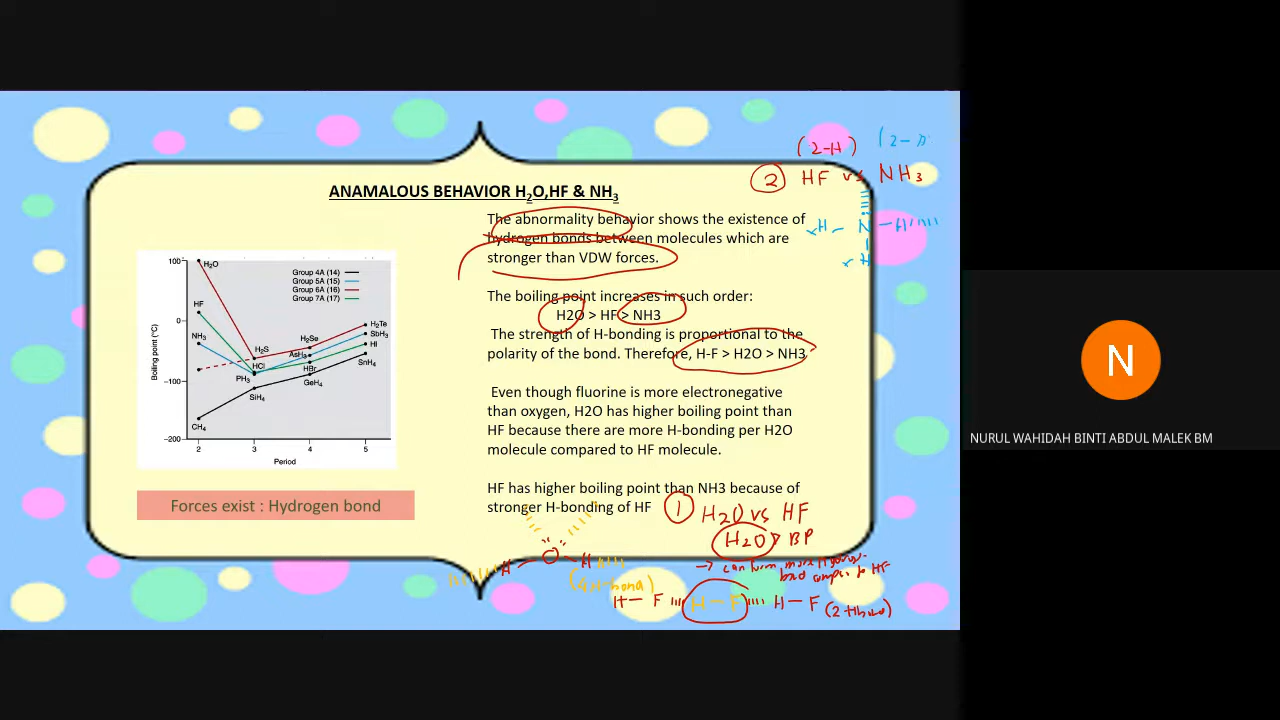 ANAMALOUS BEHAVIOR H2O,HF & NH3
The abnormality behavior shows the existence of
hydrogen bonds between molecules which are
stronger than VDW forces.
The boiling point increases in such order:
H2O > HF > NH3
The strength of H-bonding is proportional to the
polarity of the bond. Therefore, H-F > H2O > NH3
Even though fluorine is more electronegative
than oxygen, H2O has higher boiling point than
HF because there are more H-bonding per H2O
molecule compared to HF molecule.
HF has higher boiling point than NH3 because of
stronger H-bonding of HF
100
0
-100
-200
Boiling point (°C)
2 3 4 5
Period
Group 4A (14)
Group 5A (15)
Group 6A (16)
Group 7A (17)
H2O
HF
NH3
CH4
H2S
HCl
PH3
SiH4
H2Se
AsH3
HBr
GeH4
H2Te
SbH3
HI
SnH4
Forces exist : Hydrogen bond
(2-H) (2-
2 HF vs NH3
H N H
H
1 H2O vs HF
H2O > BP
→ can form more
to HF
O
H H
H-bond)
H-F H-F H-F (2 H bond)
N
NURUL WAHIDAH BINTI ABDUL MALEK BM